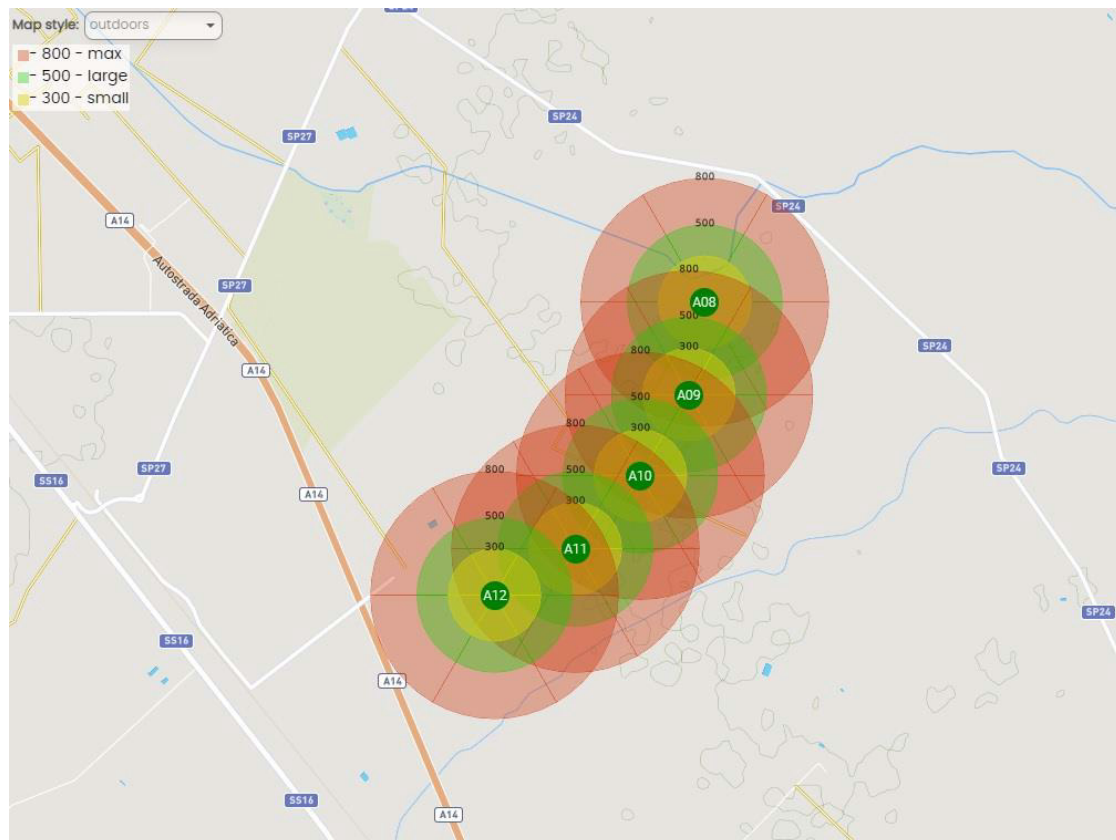 Map style: outdoors
- 800 - max
- 500 - large
- 300 - small
SP24
SP27
SP24
A14
SP24
Autostrada Adriatica
SP27
A14
SP24
SS16
SP27
A14
SP24
SP24
SS16
A14
SS16
A14
800
500
800
A08
500
300
800
A09
500
300
800
A10
500
300
800
A11
500
300
A12